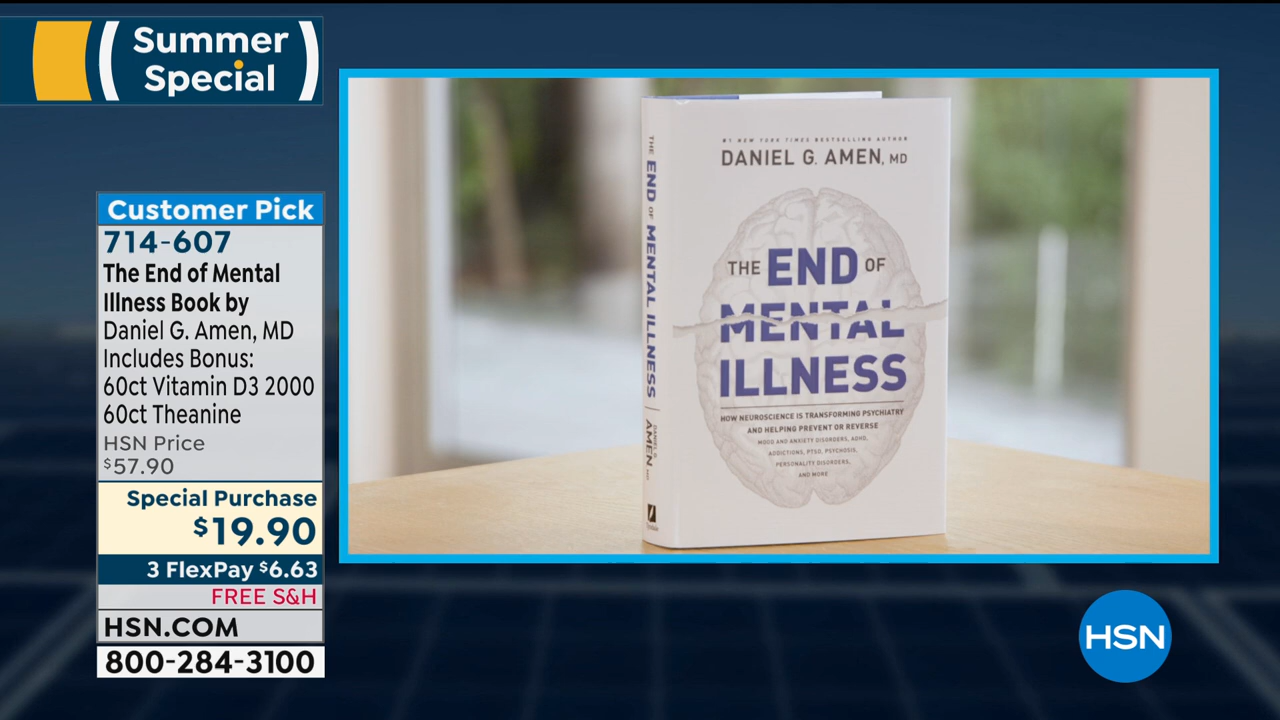 Summer
Special
Customer Pick
714-607
The End of Mental
Illness Book by
Daniel G. Amen, MD
Includes Bonus:
60ct Vitamin D3 2000
60ct Theanine
HSN Price
$57.90
Special Purchase
$19.90
3 FlexPay $6.63
FREE S&H
HSN.COM
800-284-3100
THE END OF MENTAL ILLNESS
DANIEL G.
AMEN
#1 NEW YORK TIMES BESTSELLING AUTHOR
DANIEL G. AMEN, MD
THE END OF
MENTAL
ILLNESS
HOW NEUROSCIENCE IS TRANSFORMING PSYCHIATRY
AND HELPING PREVENT OR REVERSE
MOOD AND ANXIETY DISORDERS, ADHD,
ADDICTIONS, PTSD, PSYCHOSIS,
PERSONALITY DISORDERS,
AND MORE
HSN